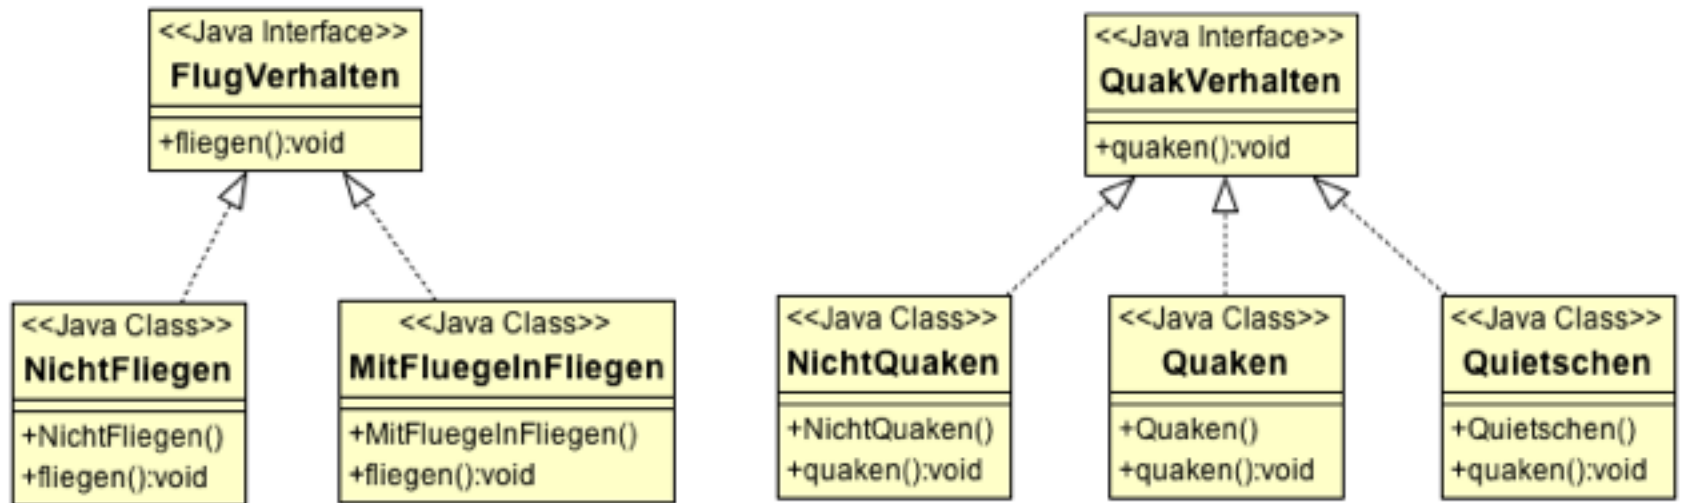 <<Java Interface>>
FlugVerhalten
+fliegen():void
<<Java Interface>>
QuakVerhalten
+quaken():void
<<Java Class>>
NichtFliegen
+NichtFliegen()
+fliegen():void
<<Java Class>>
MitFluegelnFliegen
+MitFluegelnFliegen()
+fliegen():void
<<Java Class>>
NichtQuaken
+NichtQuaken()
+quaken():void
<<Java Class>>
Quaken
+Quaken()
+quaken():void
<<Java Class>>
Quietschen
+Quietschen()
+quaken():void